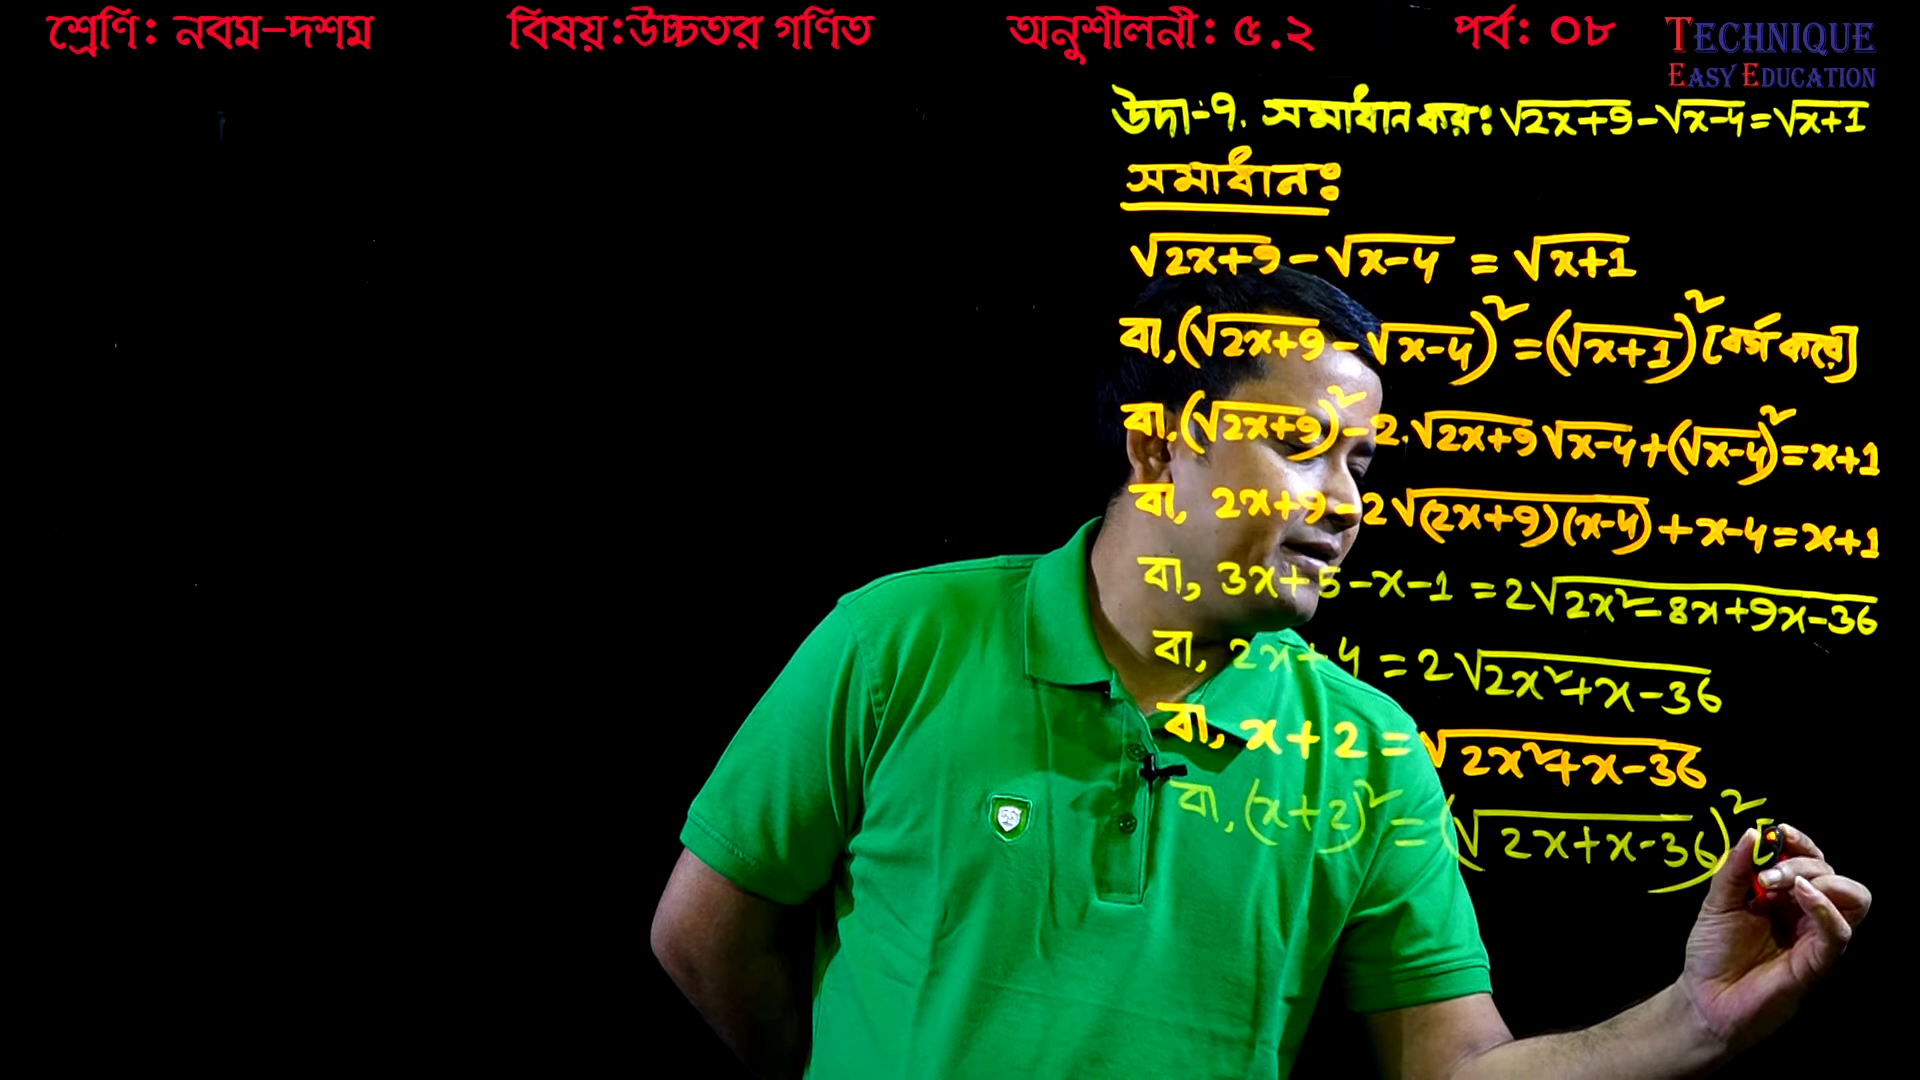 শ্রেণি: নবম-দশম বিষয়:উচ্চতর গণিত অনুশীলনী: ৫.২ পর্ব: ০৮ TECHNIQUE
EASY EDUCATION
উদা-৭. সমাধান কর: √2x+9-√x-4=√x+1
সমাধান:
√2x+9-√x-4 = √x+1
বা, (√2x+9-√x-4)²=(√x+1)² [বর্গ করে]
বা, (√2x+9)²-2.√2x+9 √x-4+(√x-4)²=x+1
বা, 2x+9-2√(2x+9)(x-4)+x-4=x+1
বা, 3x+5-x-1 =2√2x²-8x+9x-36
বা, 2x+4 =2√2x²+x-36
বা, x+2 =√2x²+x-36
বা, (x+2)² =(√2x+x-36)² [